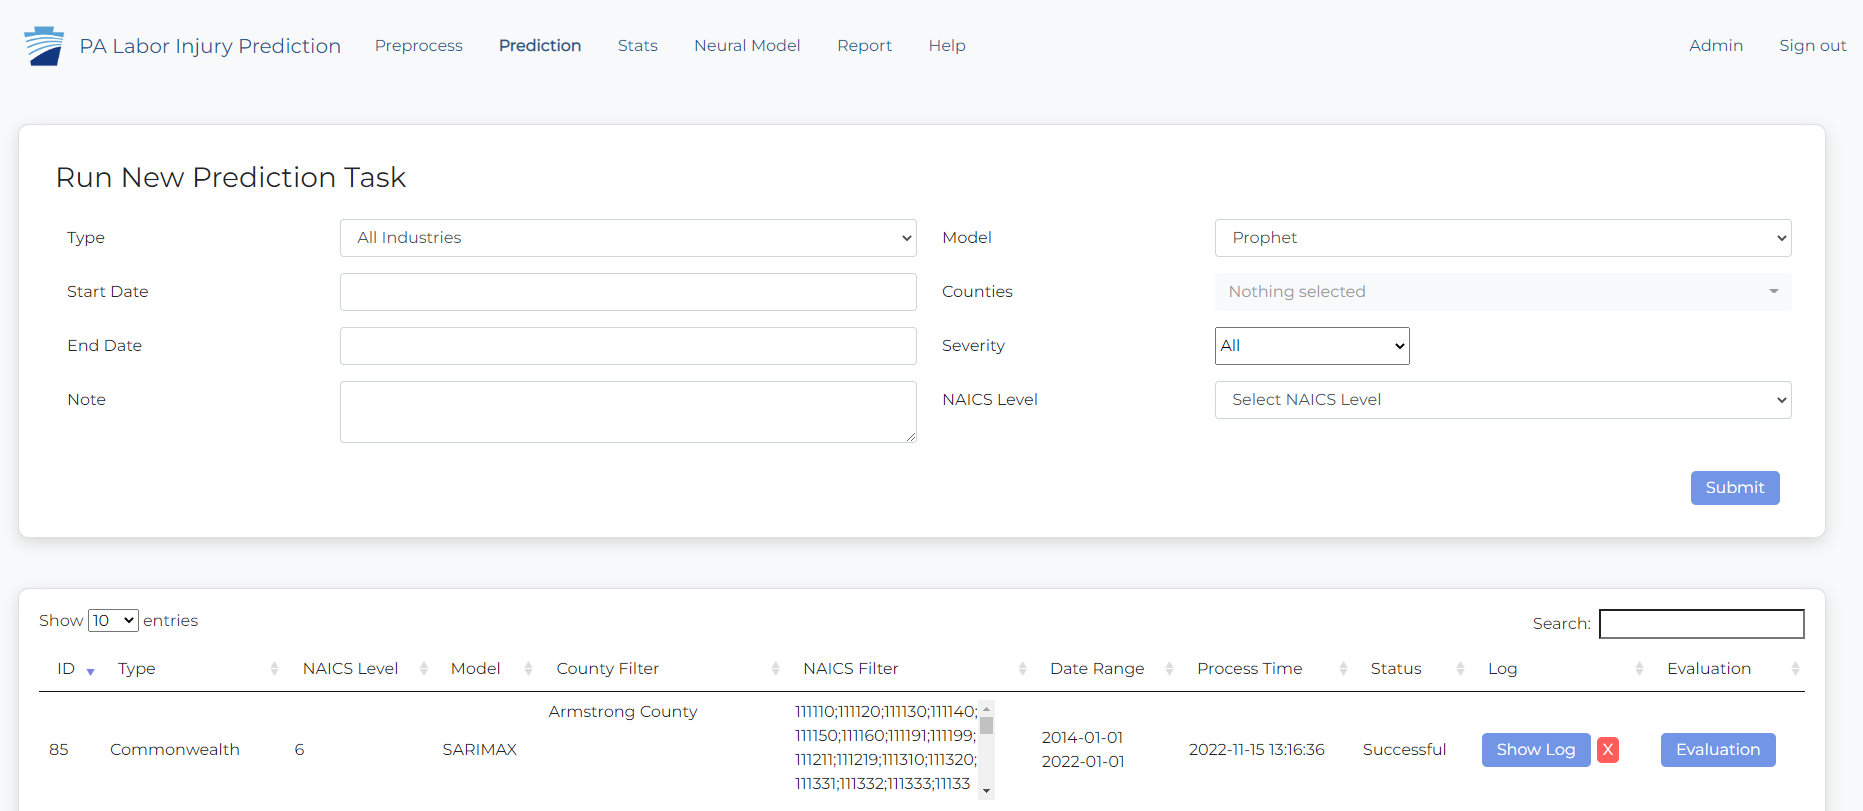 PA Labor Injury Prediction Preprocess Prediction Stats Neural Model Report Help Admin Sign out
Run New Prediction Task
Type All Industries Model Prophet
Start Date Counties Nothing selected
End Date Severity All
Note NAICS Level Select NAICS Level
Submit
Show 10 entries Search:
ID Type NAICS Level Model County Filter NAICS Filter Date Range Process Time Status Log Evaluation
85 Commonwealth 6 SARIMAX Armstrong County
111110;111120;111130;111140;
111150;111160;111191;111199;
111211;111219;111310;111320;
111331;111332;111333;11133
2014-01-01
2022-01-01
2022-11-15 13:16:36 Successful Show Log X Evaluation